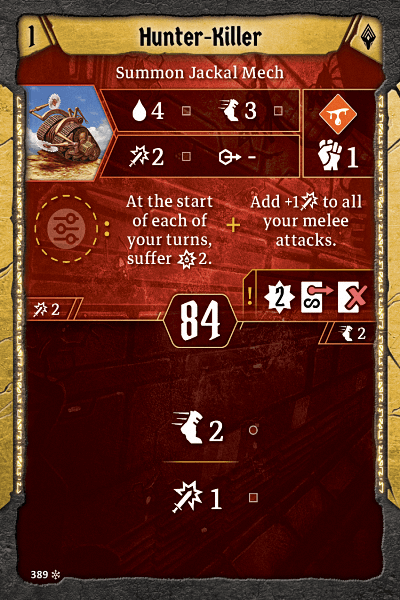 1 Hunter-Killer
Summon Jackal Mech
4 3
2 - 1
At the start
of each of
your turns,
suffer 2.
:
+
Add +1 to all
your melee
attacks.
! 2 8
2 84 2
2
1
389